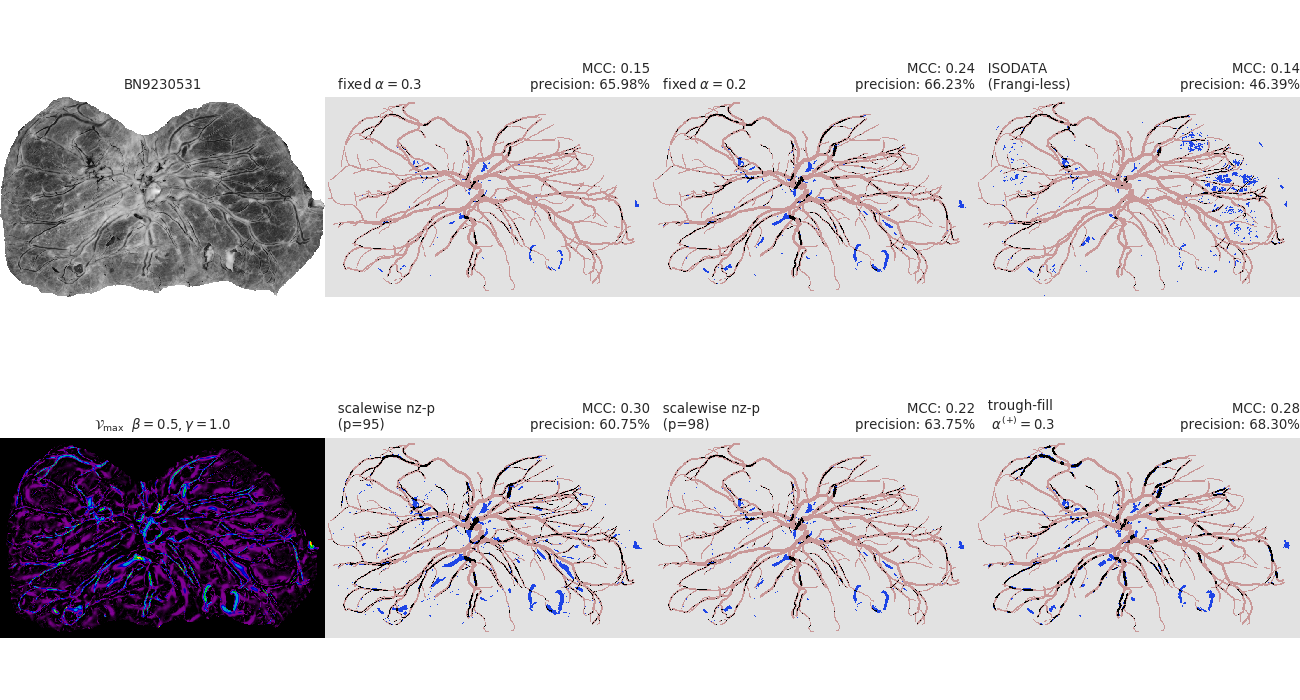 BN9230531
fixed α = 0.3
MCC: 0.15
precision: 65.98%
fixed α = 0.2
MCC: 0.24
precision: 66.23%
ISODATA
(Frangi-less)
MCC: 0.14
precision: 46.39%
𝒱max β = 0.5, γ = 1.0
scalewise nz-p
(p=95)
MCC: 0.30
precision: 60.75%
scalewise nz-p
(p=98)
MCC: 0.22
precision: 63.75%
trough-fill
α(+) = 0.3
MCC: 0.28
precision: 68.30%